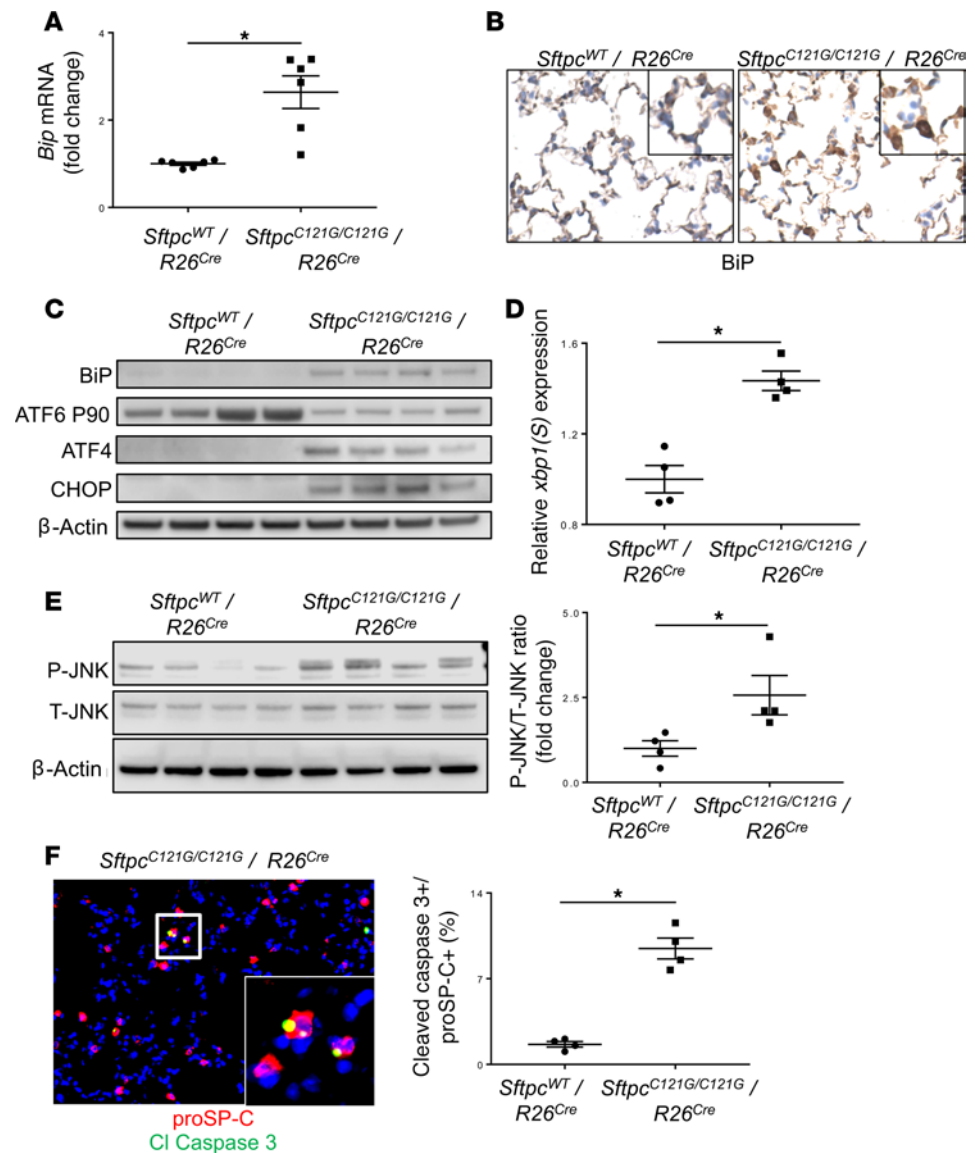 A
*
4
2
0
Bip mRNA
(fold change)
Sftpc^WT /
R26^Cre
Sftpc^C121G/C121G /
R26^Cre
B
Sftpc^WT / R26^Cre
Sftpc^C121G/C121G / R26^Cre
BiP
C
Sftpc^WT /
R26^Cre
Sftpc^C121G/C121G /
R26^Cre
BiP
ATF6 P90
ATF4
CHOP
β-Actin
D
*
1.6
1.2
0.8
Relative xbp1(S) expression
Sftpc^WT /
R26^Cre
Sftpc^C121G/C121G /
R26^Cre
E
Sftpc^WT /
R26^Cre
Sftpc^C121G/C121G /
R26^Cre
P-JNK
T-JNK
β-Actin
*
5.0
2.5
0.0
P-JNK/T-JNK ratio
(fold change)
Sftpc^WT /
R26^Cre
Sftpc^C121G/C121G /
R26^Cre
F
Sftpc^C121G/C121G / R26^Cre
proSP-C
Cl Caspase 3
*
14
7
0
Cleaved caspase 3+/
proSP-C+ (%)
Sftpc^WT /
R26^Cre
Sftpc^C121G/C121G /
R26^Cre